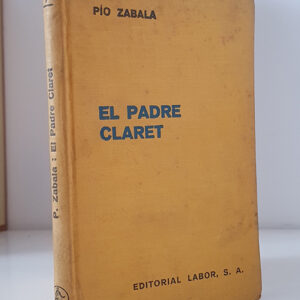 PÍO ZABALA
EL PADRE
CLARET
EDITORIAL LABOR, S. A.
P. Zabala : El Padre Claret